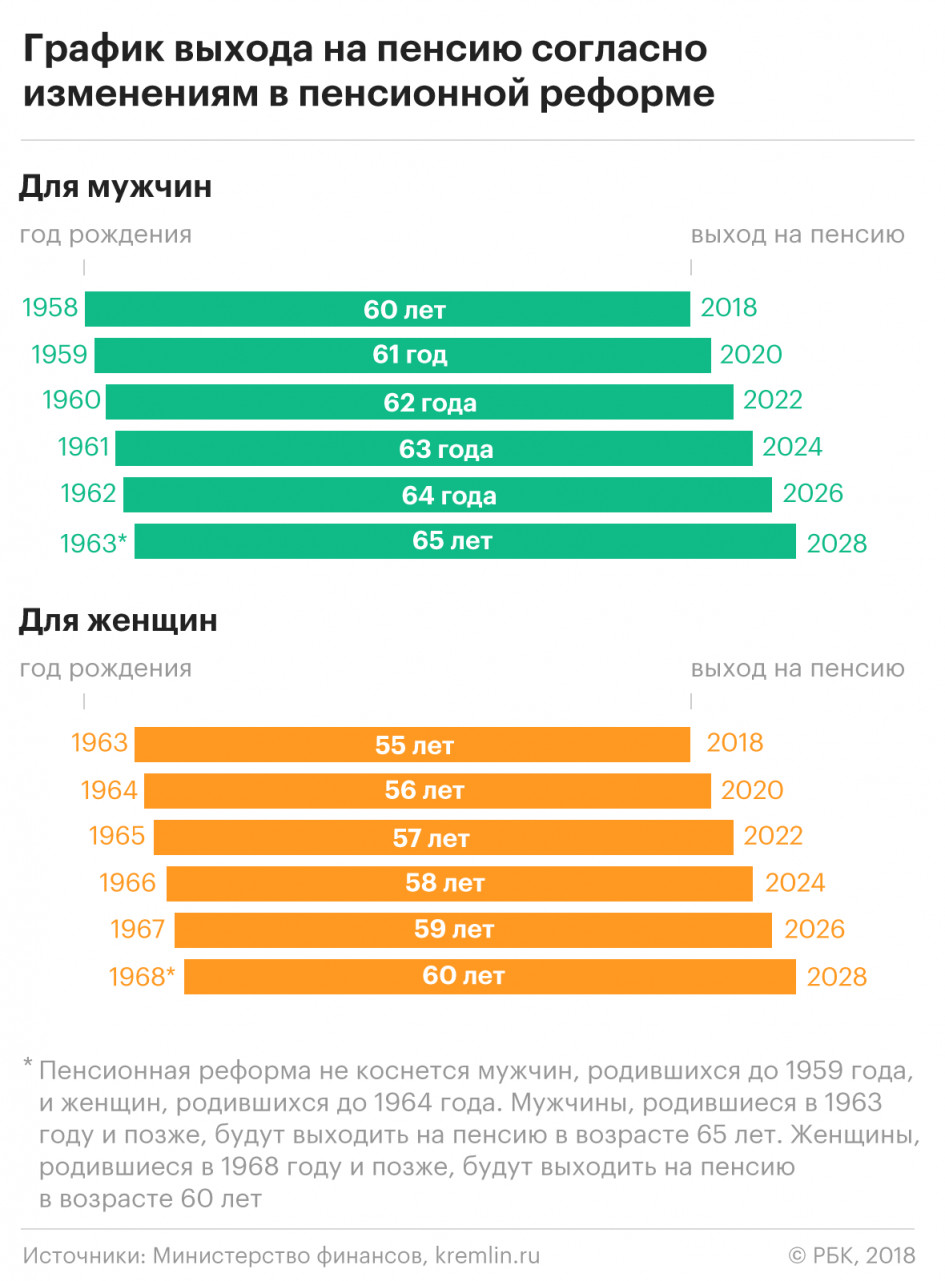 График выхода на пенсию согласно
изменениям в пенсионной реформе
Для мужчин
год рождения выход на пенсию
1958 60 лет 2018
1959 61 год 2020
1960 62 года 2022
1961 63 года 2024
1962 64 года 2026
1963* 65 лет 2028
Для женщин
год рождения выход на пенсию
1963 55 лет 2018
1964 56 лет 2020
1965 57 лет 2022
1966 58 лет 2024
1967 59 лет 2026
1968* 60 лет 2028
* Пенсионная реформа не коснется мужчин, родившихся до 1959 года,
и женщин, родившихся до 1964 года. Мужчины, родившиеся в 1963
году и позже, будут выходить на пенсию в возрасте 65 лет. Женщины,
родившиеся в 1968 году и позже, будут выходить на пенсию
в возрасте 60 лет
Источники: Министерство финансов, kremlin.ru © РБК, 2018